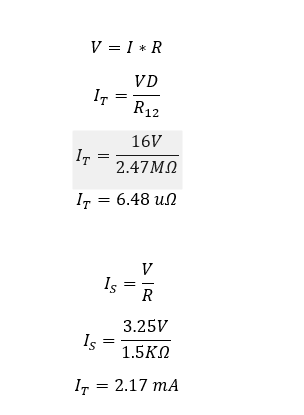 V = I * R
I_T = VD / R_12
I_T = 16V / 2.47MΩ
I_T = 6.48 uΩ
I_S = V / R
I_S = 3.25V / 1.5KΩ
I_T = 2.17 mA